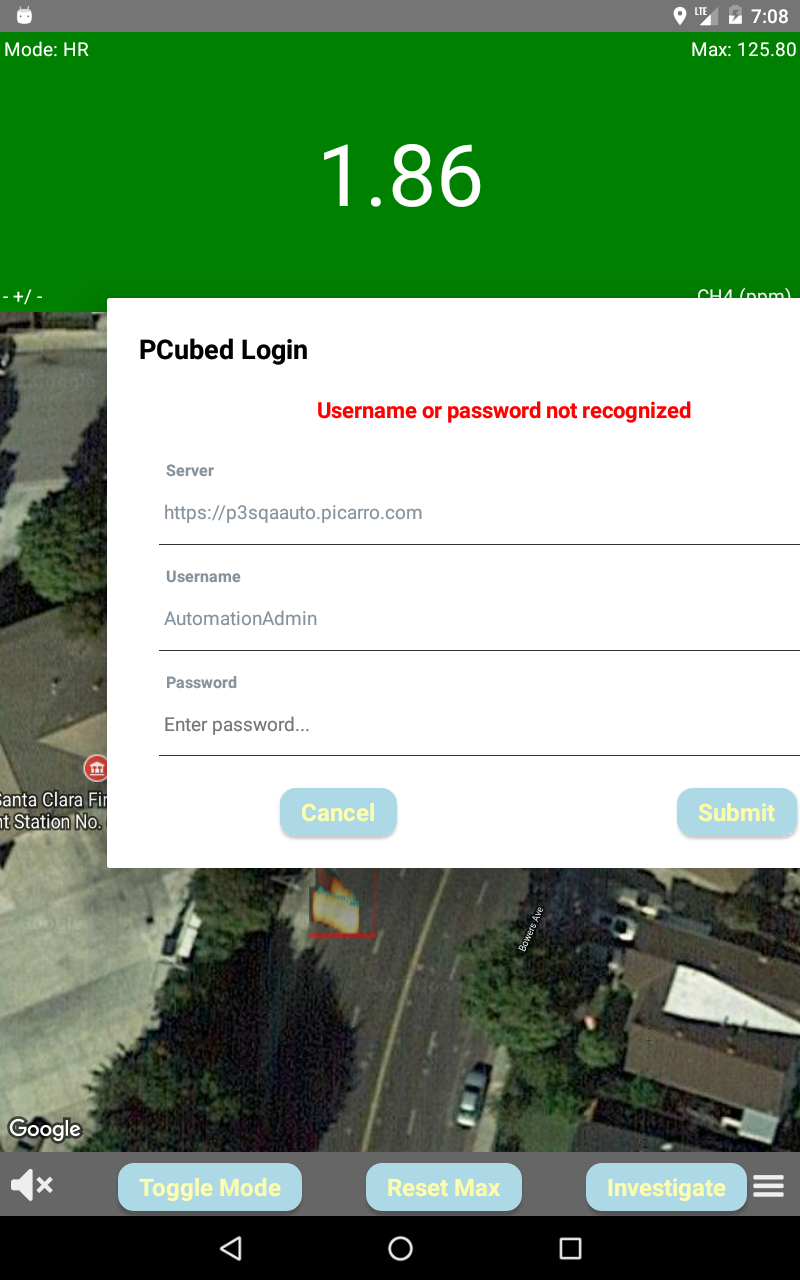 7:08
LTE
Mode: HR
Max: 125.80
1.86
- +/ -
CH4 (ppm)
PCubed Login
Username or password not recognized
Server
https://p3sqaauto.picarro.com
Username
AutomationAdmin
Password
Enter password...
Santa Clara Fir
nt Station No.
Cancel
Submit
Bowers Ave
Google
Toggle Mode
Reset Max
Investigate